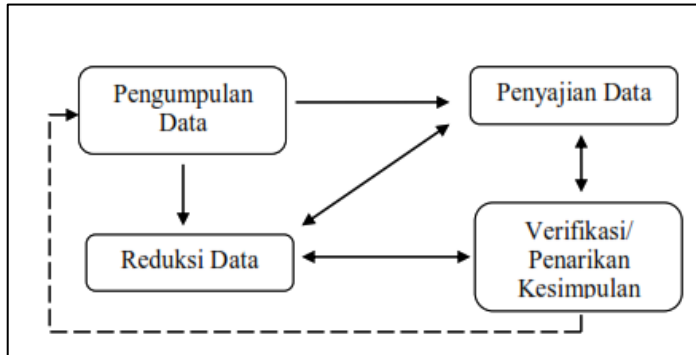 Pengumpulan
Data
Penyajian Data
Reduksi Data
Verifikasi/
Penarikan
Kesimpulan